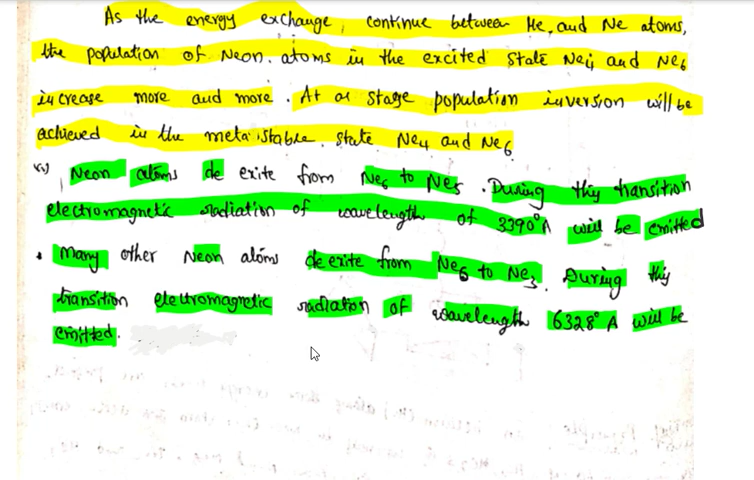 As the energy exchange, continue between He, and Ne atoms,
the population of Neon. atoms in the excited state Ne4 and Ne6
increase more and more. At a stage population inversion will be
achieved in the meta stable. state Ne4 and Ne6
v) Neon atoms de exite from Ne6 to Ne5. During thiy transition
electromagnetic radiation of wavelength of 3390°A will be emitted
• Many other Neon atoms de exite from Ne6 to Ne3. During thiy
transition electromagnetic radiation of wavelength 6328°A will be
emitted.